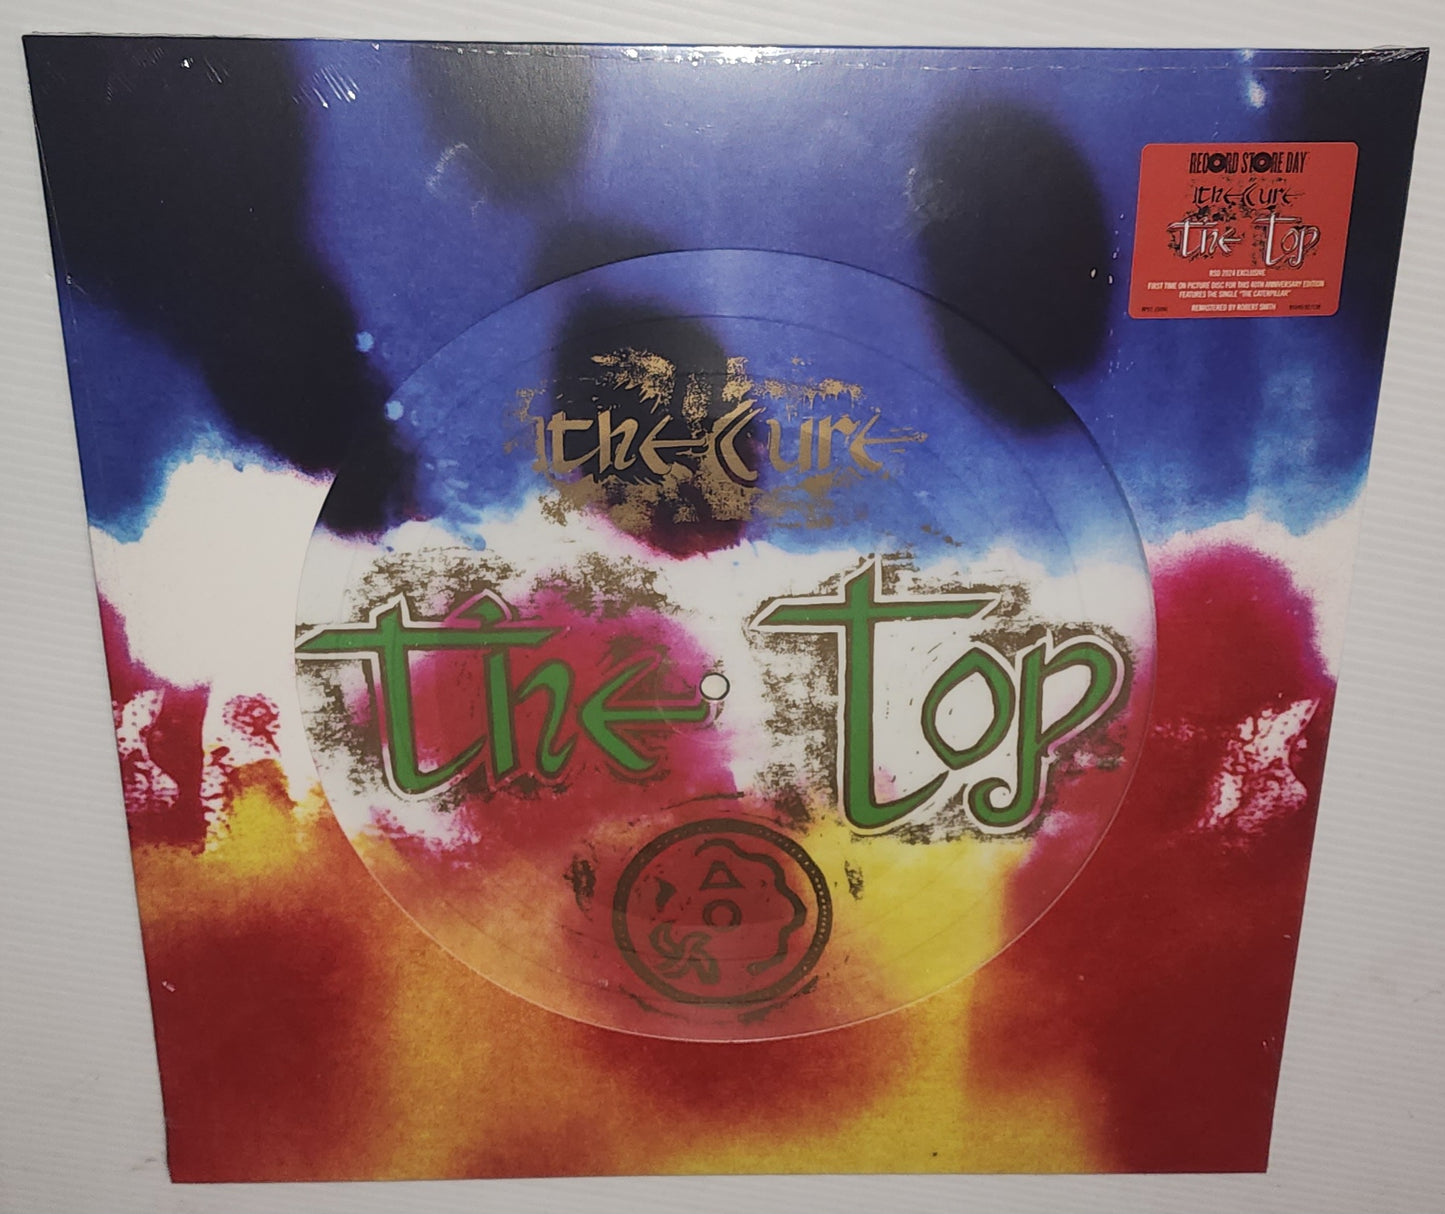 RECORD STORE DAY
the Cure
the top
RSD 2024 EXCLUSIVE
FIRST TIME ON PICTURE DISC FOR THIS 40TH ANNIVERSARY EDITION
FEATURES THE SINGLE "THE CATERPILLAR"
REMASTERED BY ROBERT SMITH
the Cure
the top